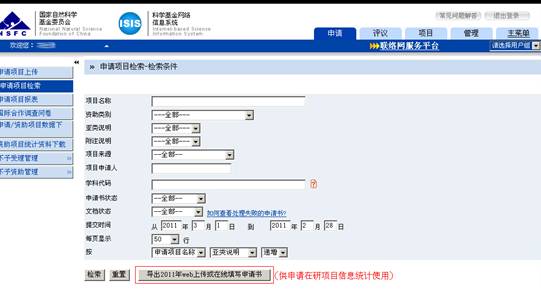 国家自然科学
基金委员会
National Natural Science
Foundation of China
NSFC
ISIS
科学基金网络
信息系统
Internet-based Science
Information System
常见问题解答
退出登录
申请 评议 项目 管理 主菜单
欢迎您：
联络网服务平台
请选择用户组
申请项目上传
申请项目检索
申请项目报表
国际合作调查问卷
申请/资助项目数据下
资助项目统计资料下载
不予受理管理
不予资助管理
» 申请项目检索-检索条件
项目名称
资助类别 ---全部---
亚类说明 ---全部--
附注说明 ---全部--
项目来源 ---全部--
项目申请人
学科代码
申请书状态 ---全部--
文档状态 ---全部-- 如何查看处理失败的申请书?
提交时间 从 2011 年 3 月 1 日 到 2011 年 2 月 28 日
每页显示 50 行
按 申请项目名称 亚类说明 递增
检索 重置 导出2011年web上传或在线填写申请书 (供申请在研项目信息统计使用)